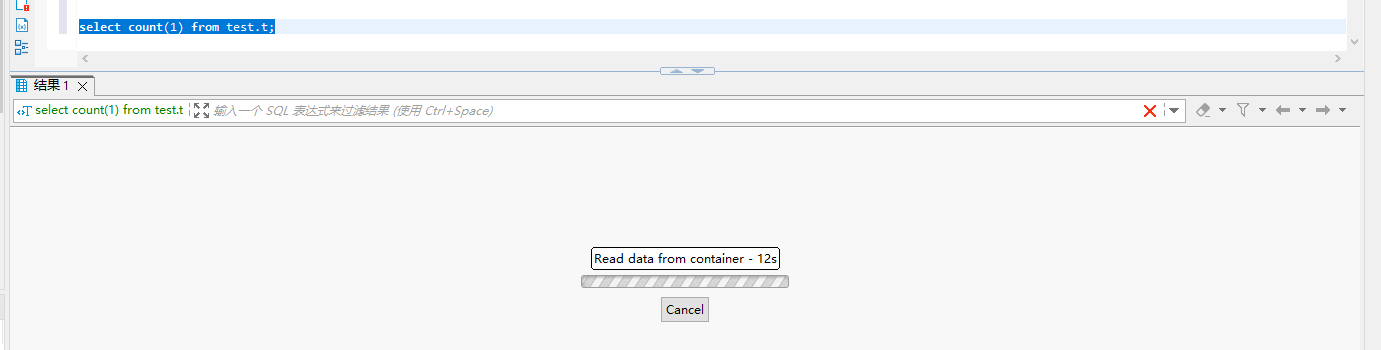 select count(1) from test.t;
结果 1
select count(1) from test.t 输入一个 SQL 表达式来过滤结果 (使用 Ctrl+Space)
Read data from container - 12s
Cancel